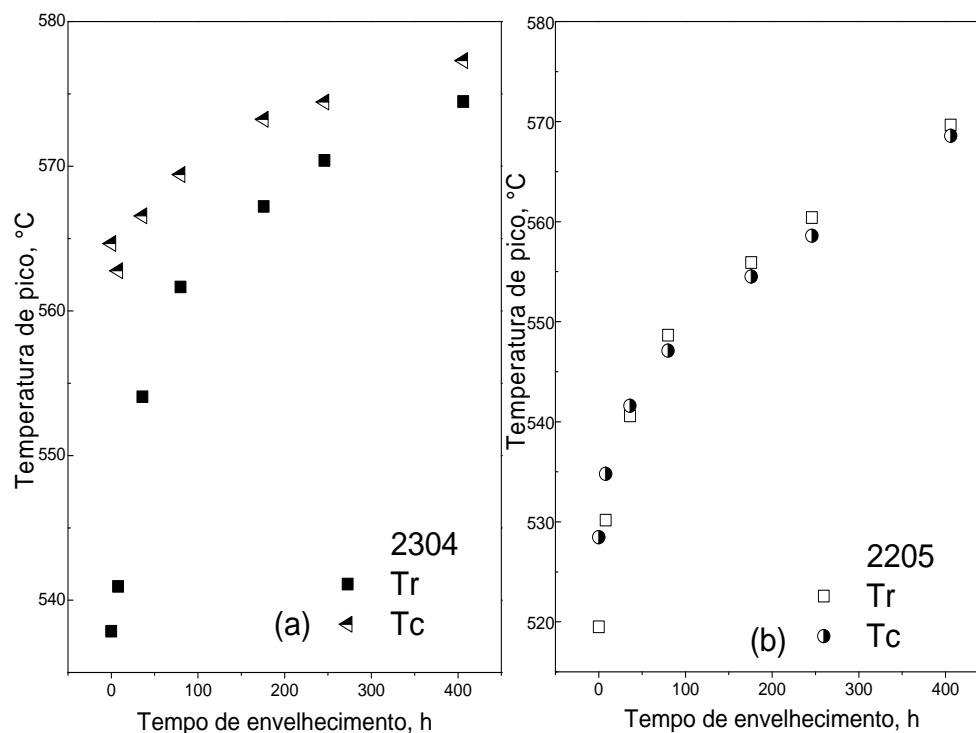 580
570
560
550
540
Temperatura de pico, °C
0 100 200 300 400
Tempo de envelhecimento, h
2304
Tr
(a) Tc
580
570
560
550
540
530
520
Temperatura de pico, °C
0 100 200 300 400
Tempo de envelhecimento, h
2205
Tr
(b) Tc